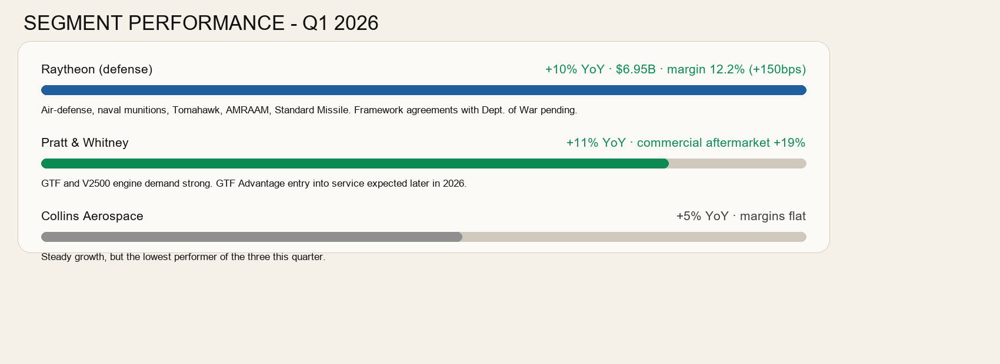 SEGMENT PERFORMANCE - Q1 2026
Raytheon (defense)
+10% YoY · $6.95B · margin 12.2% (+150bps)
Air-defense, naval munitions, Tomahawk, AMRAAM, Standard Missile. Framework agreements with Dept. of War pending.
Pratt & Whitney
+11% YoY · commercial aftermarket +19%
GTF and V2500 engine demand strong. GTF Advantage entry into service expected later in 2026.
Collins Aerospace
+5% YoY · margins flat
Steady growth, but the lowest performer of the three this quarter.